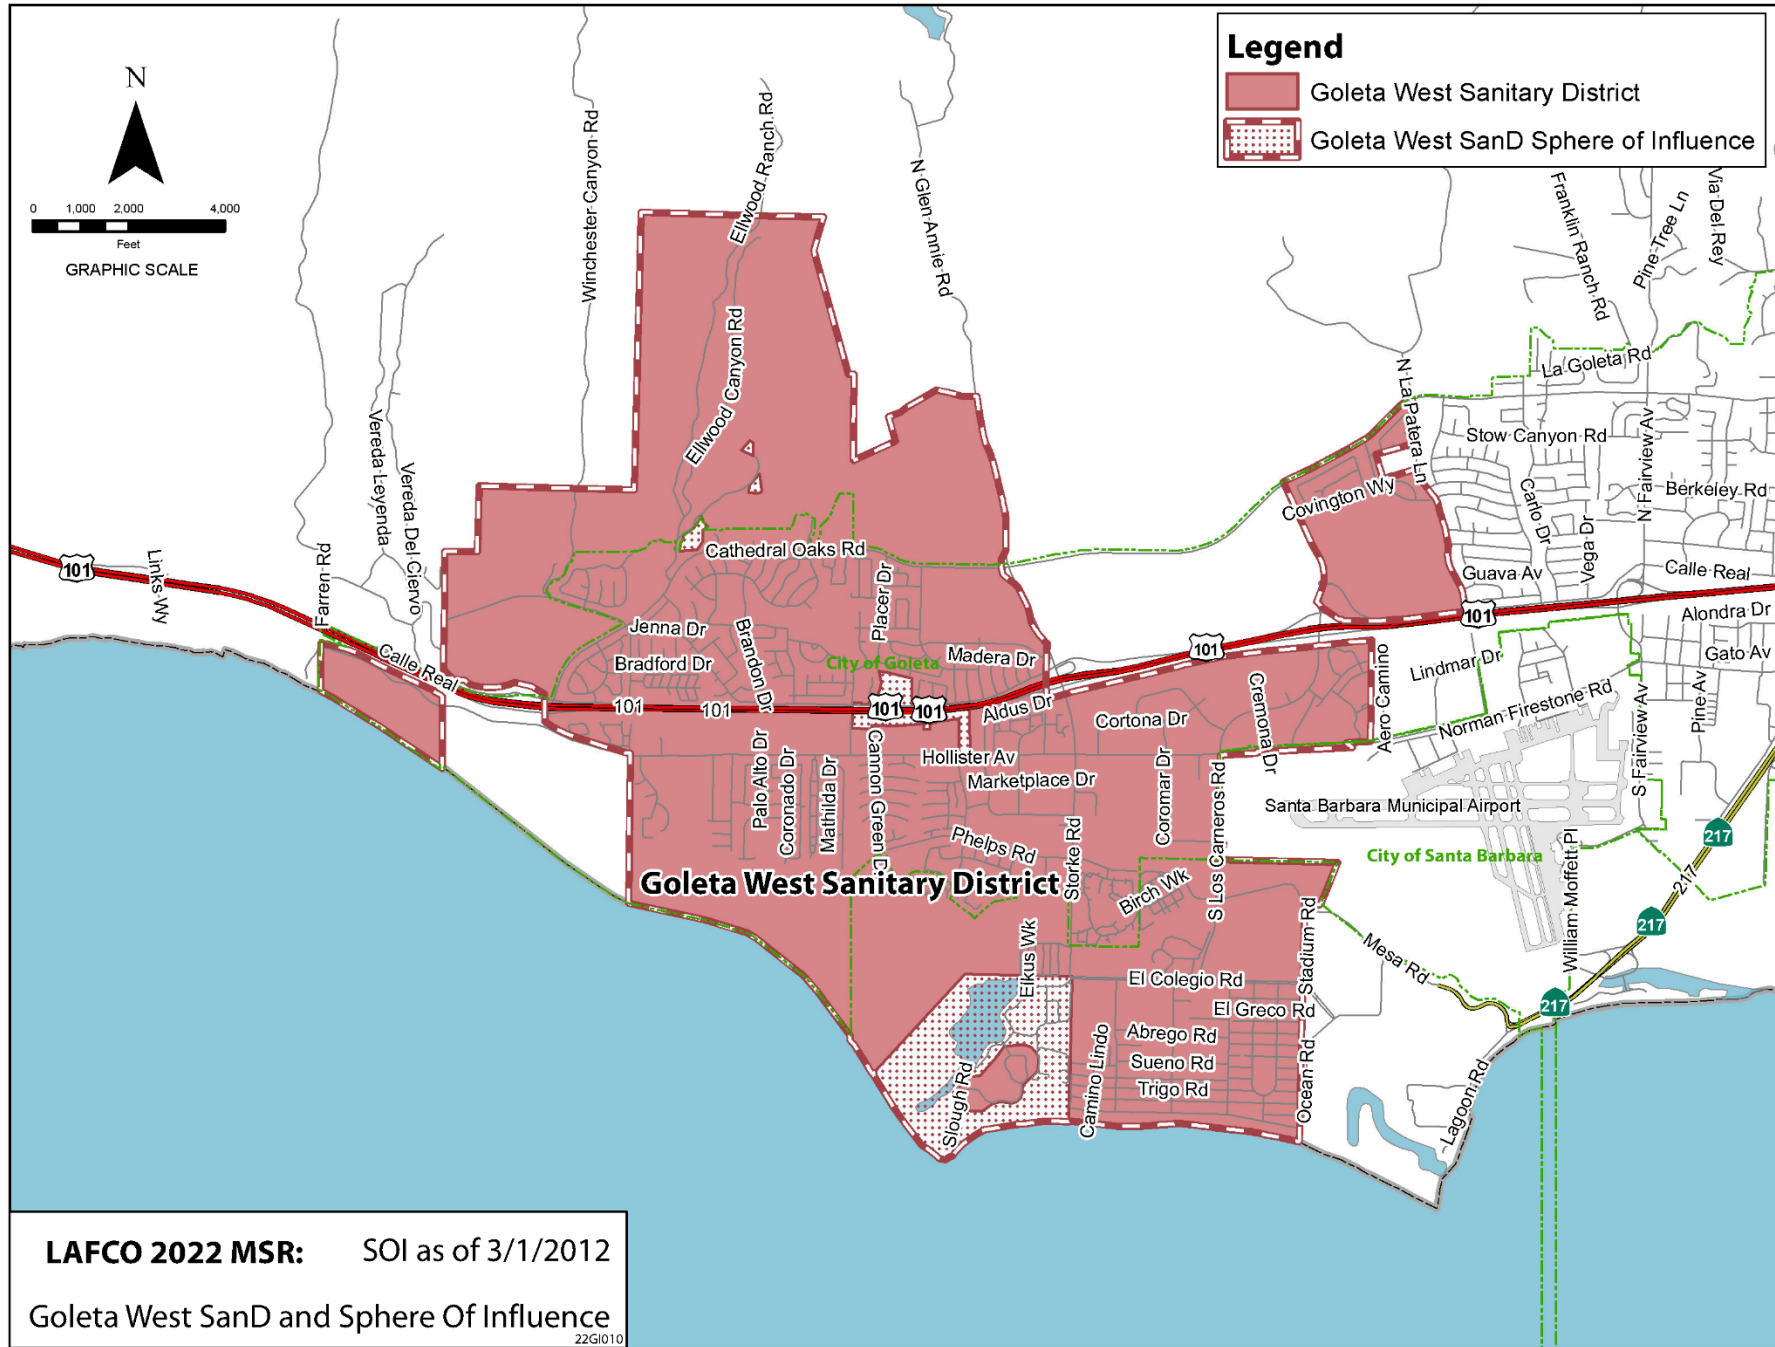 Legend
Goleta West Sanitary District
Goleta West SanD Sphere of Influence
N
0 1,000 2,000 4,000
Feet
GRAPHIC SCALE
Winchester Canyon Rd
Ellwood Ranch Rd
Ellwood Canyon Rd
N Glen Annie Rd
Franklin Ranch Rd
Pine Tree Ln
Via Del Rey
La Goleta Rd
N La Patera Ln
Stow Canyon Rd
N Fairview Av
Berkeley Rd
Covington Wy
Carlo Dr
Vega Dr
Guava Av
Calle Real
Alondra Dr
Gato Av
Pine Av
Vereda Leyenda
Vereda Del Ciervo
Farren Rd
Links Wy
101
Calle Real
Cathedral Oaks Rd
Placer Dr
Jenna Dr
Brandon Dr
Bradford Dr
City of Goleta
Madera Dr
101
101
101
101
101
101
Aldus Dr
Cortona Dr
Cremona Dr
Aero Camino
Lindmar Dr
Norman Firestone Rd
S Fairview Av
Hollister Av
Marketplace Dr
Palo Alto Dr
Coronado Dr
Mathilda Dr
Cannon Green Dr
Phelps Rd
Storke Rd
Coromar Dr
S Los Carneros Rd
Santa Barbara Municipal Airport
City of Santa Barbara
William Moffett Pl
217
217
217
217
Goleta West Sanitary District
Birch Wk
Elkus Wk
Stadium Rd
Mesa Rd
El Colegio Rd
El Greco Rd
Abrego Rd
Sueno Rd
Trigo Rd
Camino Lindo
Ocean Rd
Slough Rd
Lagoon Rd
LAFCO 2022 MSR: SOI as of 3/1/2012
Goleta West SanD and Sphere Of Influence
22GI010